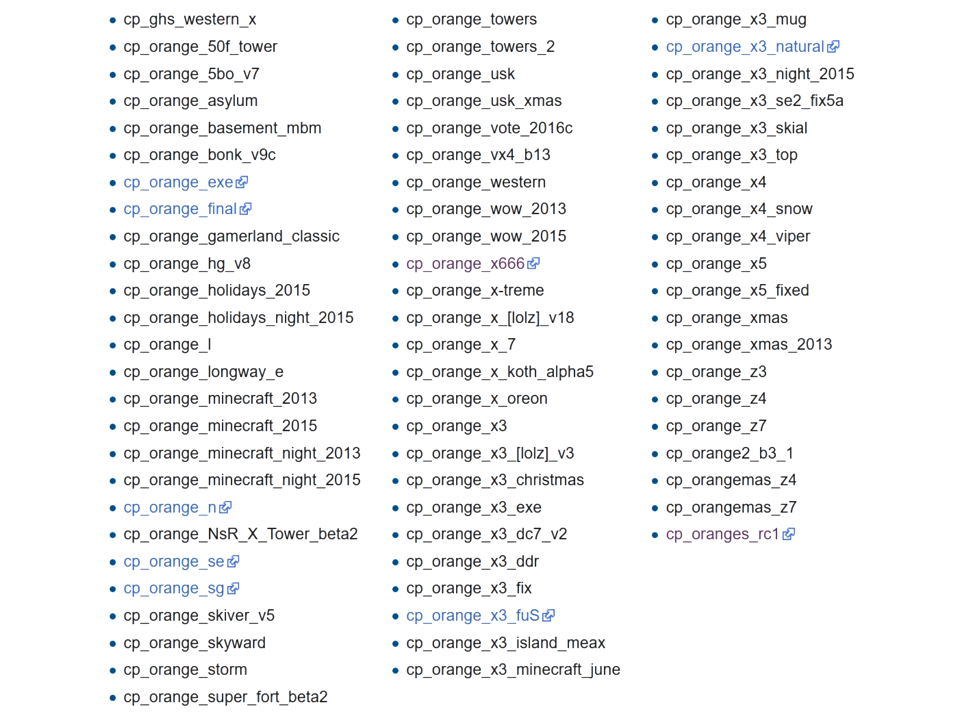 cp_ghs_western_x
cp_orange_50f_tower
cp_orange_5bo_v7
cp_orange_asylum
cp_orange_basement_mbm
cp_orange_bonk_v9c
cp_orange_exe
cp_orange_final
cp_orange_gamerland_classic
cp_orange_hg_v8
cp_orange_holidays_2015
cp_orange_holidays_night_2015
cp_orange_l
cp_orange_longway_e
cp_orange_minecraft_2013
cp_orange_minecraft_2015
cp_orange_minecraft_night_2013
cp_orange_minecraft_night_2015
cp_orange_n
cp_orange_NsR_X_Tower_beta2
cp_orange_se
cp_orange_sg
cp_orange_skiver_v5
cp_orange_skyward
cp_orange_storm
cp_orange_super_fort_beta2
cp_orange_towers
cp_orange_towers_2
cp_orange_usk
cp_orange_usk_xmas
cp_orange_vote_2016c
cp_orange_vx4_b13
cp_orange_western
cp_orange_wow_2013
cp_orange_wow_2015
cp_orange_x666
cp_orange_x-treme
cp_orange_x_[lolz]_v18
cp_orange_x_7
cp_orange_x_koth_alpha5
cp_orange_x_oreon
cp_orange_x3
cp_orange_x3_[lolz]_v3
cp_orange_x3_christmas
cp_orange_x3_exe
cp_orange_x3_dc7_v2
cp_orange_x3_ddr
cp_orange_x3_fix
cp_orange_x3_fuS
cp_orange_x3_island_meax
cp_orange_x3_minecraft_june
cp_orange_x3_mug
cp_orange_x3_natural
cp_orange_x3_night_2015
cp_orange_x3_se2_fix5a
cp_orange_x3_skial
cp_orange_x3_top
cp_orange_x4
cp_orange_x4_snow
cp_orange_x4_viper
cp_orange_x5
cp_orange_x5_fixed
cp_orange_xmas
cp_orange_xmas_2013
cp_orange_z3
cp_orange_z4
cp_orange_z7
cp_orange2_b3_1
cp_orangemas_z4
cp_orangemas_z7
cp_oranges_rc1